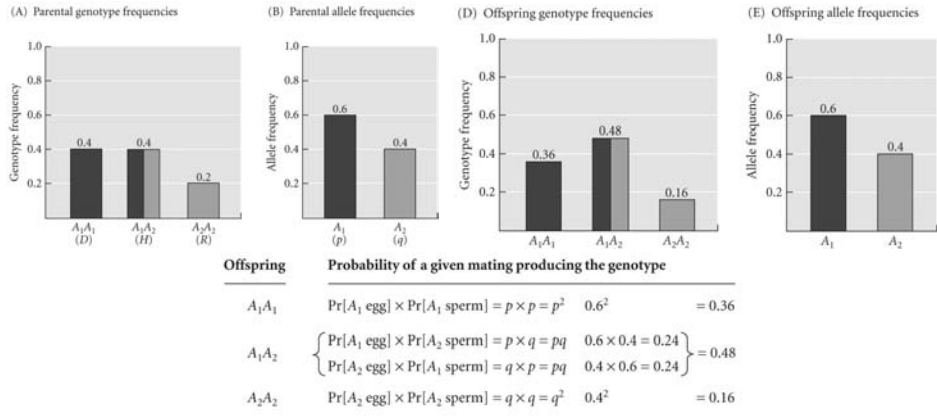 (A) Parental genotype frequencies
Genotype frequency
1.0
0.8
0.6
0.4
0.2
0.4
0.4
0.2
A₁A₁
(D)
A₁A₂
(H)
A₂A₂
(R)
(B) Parental allele frequencies
Allele frequency
1.0
0.8
0.6
0.4
0.2
0.6
0.4
A₁
(p)
A₂
(q)
(D) Offspring genotype frequencies
Genotype frequency
1.0
0.8
0.6
0.4
0.2
0.36
0.48
0.16
A₁A₁
A₁A₂
A₂A₂
(E) Offspring allele frequencies
Allele frequency
1.0
0.8
0.6
0.4
0.2
0.6
0.4
A₁
A₂
Offspring Probability of a given mating producing the genotype
A₁A₁ Pr[A₁ egg] × Pr[A₁ sperm] = p × p = p² 0.6² = 0.36
Pr[A₁ egg] × Pr[A₂ sperm] = p × q = pq 0.6 × 0.4 = 0.24
A₁A₂ = 0.48
Pr[A₂ egg] × Pr[A₁ sperm] = q × p = pq 0.4 × 0.6 = 0.24
A₂A₂ Pr[A₂ egg] × Pr[A₂ sperm] = q × q = q² 0.4² = 0.16